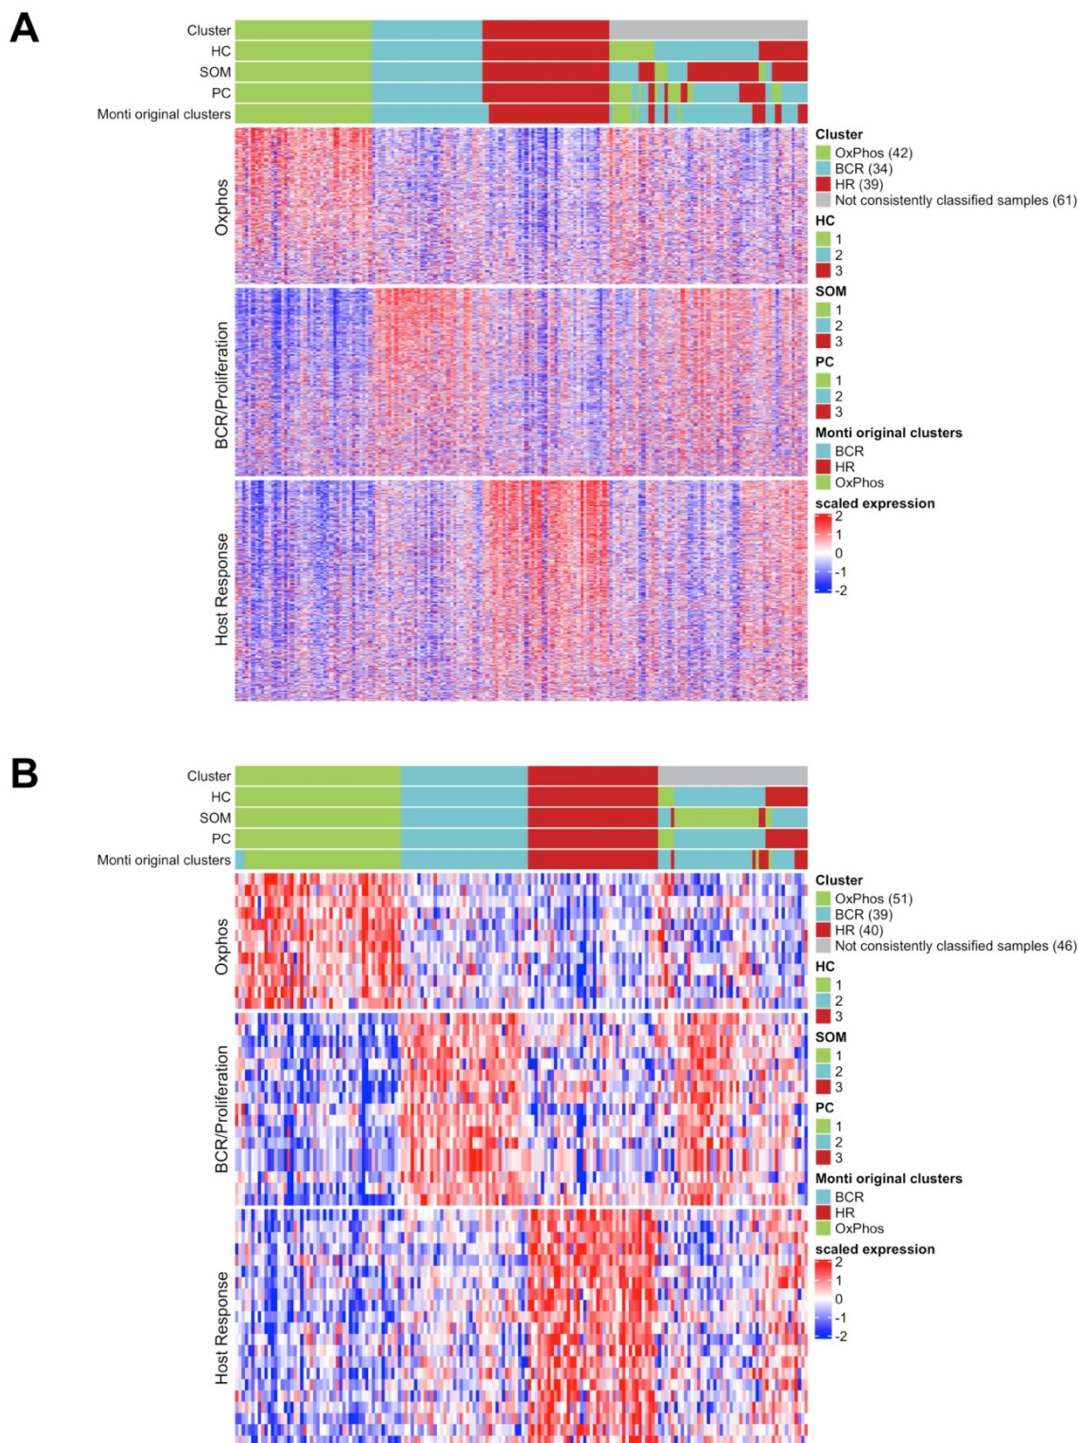 A
Cluster
HC
SOM
PC
Monti original clusters
Oxphos
BCR/Proliferation
Host Response
Cluster
OxPhos (42)
BCR (34)
HR (39)
Not consistently classified samples (61)
HC
1
2
3
SOM
1
2
3
PC
1
2
3
Monti original clusters
BCR
HR
OxPhos
scaled expression
2
1
0
-1
-2
B
Cluster
HC
SOM
PC
Monti original clusters
Oxphos
BCR/Proliferation
Host Response
Cluster
OxPhos (51)
BCR (39)
HR (40)
Not consistently classified samples (46)
HC
1
2
3
SOM
1
2
3
PC
1
2
3
Monti original clusters
BCR
HR
OxPhos
scaled expression
2
1
0
-1
-2